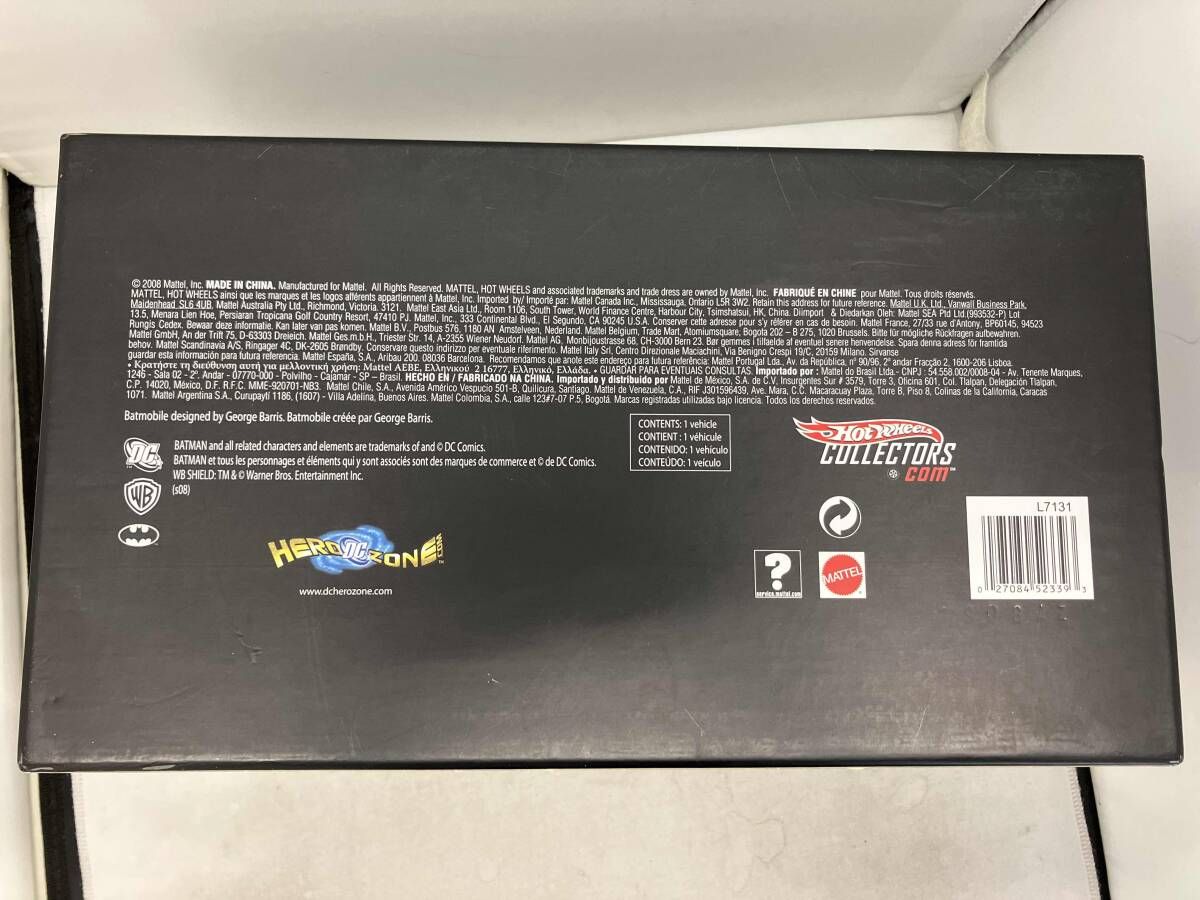 © 2008 Mattel, Inc. MADE IN CHINA. Manufactured for Mattel. All Rights Reserved. MATTEL, HOT WHEELS and associated trademarks and trade dress are owned by Mattel, Inc. FABRIQUÉ EN CHINE pour Mattel. Tous droits réservés.
MATTEL, HOT WHEELS ainsi que les marques et les logos afférents appartiennent à Mattel, Inc. Imported by/ Importé par: Mattel Canada Inc., Mississauga, Ontario L5R 3W2. Retain this address for future reference. Mattel U.K. Ltd., Vanwall Business Park,
Maidenhead SL6 4UB. Mattel Australia Pty Ltd., Richmond, Victoria. 3121. Mattel East Asia Ltd., Room 1106, South Tower, World Finance Centre, Harbour City, Tsimshatsui, HK, China. Diimport & Diedarkan Oleh: Mattel SEA Ptd Ltd.(993532-P) Lot
13.5, Menara Lien Hoe, Persiaran Tropicana Golf Country Resort, 47410 PJ. Mattel, Inc., 333 Continental Blvd., El Segundo, CA 90245 U.S.A. Conservez cette adresse pour s'y référer en cas de besoin. Mattel France, 27/33 rue d'Antony, BP60145, 94523
Rungis Cedex. Bewaar deze informatie. Kan later van pas komen. Mattel B.V., Postbus 576, 1180 AN Amstelveen, Nederland. Mattel Belgium, Trade Mart, Atomiumsquare, Bogota 202 – B 275, 1020 Brussels. Bitte für mögliche Rückfragen aufbewahren.
Mattel GmbH, An der Trift 75, D-63303 Dreieich. Mattel Ges.m.b.H., Triester Str. 14, A-2355 Wiener Neudorf. Mattel AG, Monbijoustrasse 68, CH-3000 Bern 23. Bør gemmes i tilfælde af eventuel senere henvendelse. Spara denna adress för framtida
behov. Mattel Scandinavia A/S, Ringager 4C, DK-2605 Brøndby. Conservare questo indirizzo per eventuale riferimento. Mattel Italy Srl, Centro Direzionale Maciachini, Via Benigno Crespi 19/C, 20159 Milano. Sírvanse
guardar esta información para futura referencia. Mattel España, S.A., Aribau 200. 08036 Barcelona. Recomendamos que anote este endereço para futura referência: Mattel Portugal Ltda., Av. da República, nº 90/96, 2º andar Fracção 2, 1600-206 Lisboa.
• Κρατήστε τη διεύθυνση αυτή για μελλοντική χρήση: Mattel AEBE, Ελληνικού 2 16777, Ελληνικό, Ελλάδα. • GUARDAR PARA EVENTUAIS CONSULTAS. Importado por : Mattel do Brasil Ltda.- CNPJ : 54.558.002/0008-04 - Av. Tenente Marques,
1246 - Sala 02 - 2º. Andar - 07770-000 - Polvilho - Cajamar - SP – Brasil. HECHO EN / FABRICADO NA CHINA. Importado y distribuido por Mattel de México, S.A. de C.V. Insurgentes Sur # 3579, Torre 3, Oficina 601, Col. Tlalpan, Delegación Tlalpan,
C.P. 14020, México, D.F. R.F.C. MME-920701-NB3. Mattel Chile, S.A., Avenida Américo Vespucio 501-B, Quilicura, Santiago. Mattel de Venezuela, C.A., RIF J301596439, Ave. Mara, C.C. Macaracuay Plaza, Torre B, Piso 8, Colinas de la California, Caracas
1071. Mattel Argentina S.A., Curupaytí 1186, (1607) - Villa Adelina, Buenos Aires. Mattel Colombia, S.A., calle 123#7-07 P.5, Bogotá. Marcas registradas utilizadas bajo licencia. Todos los derechos reservados.
Batmobile designed by George Barris. Batmobile créée par George Barris.
BATMAN and all related characters and elements are trademarks of and © DC Comics.
BATMAN et tous les personnages et éléments qui y sont associés sont des marques de commerce et © de DC Comics.
WB SHIELD: TM & © Warner Bros. Entertainment Inc.
(s08)
DC
WB
CONTENTS: 1 vehicle
CONTENT : 1 véhicule
CONTENIDO: 1 vehículo
CONTEÚDO: 1 veículo
Hot Wheels
COLLECTORS
.COM™
HERO DC ZONE .COM™
www.dcherozone.com
?
service.mattel.com
MATTEL
L7131
0 27084 52339 3